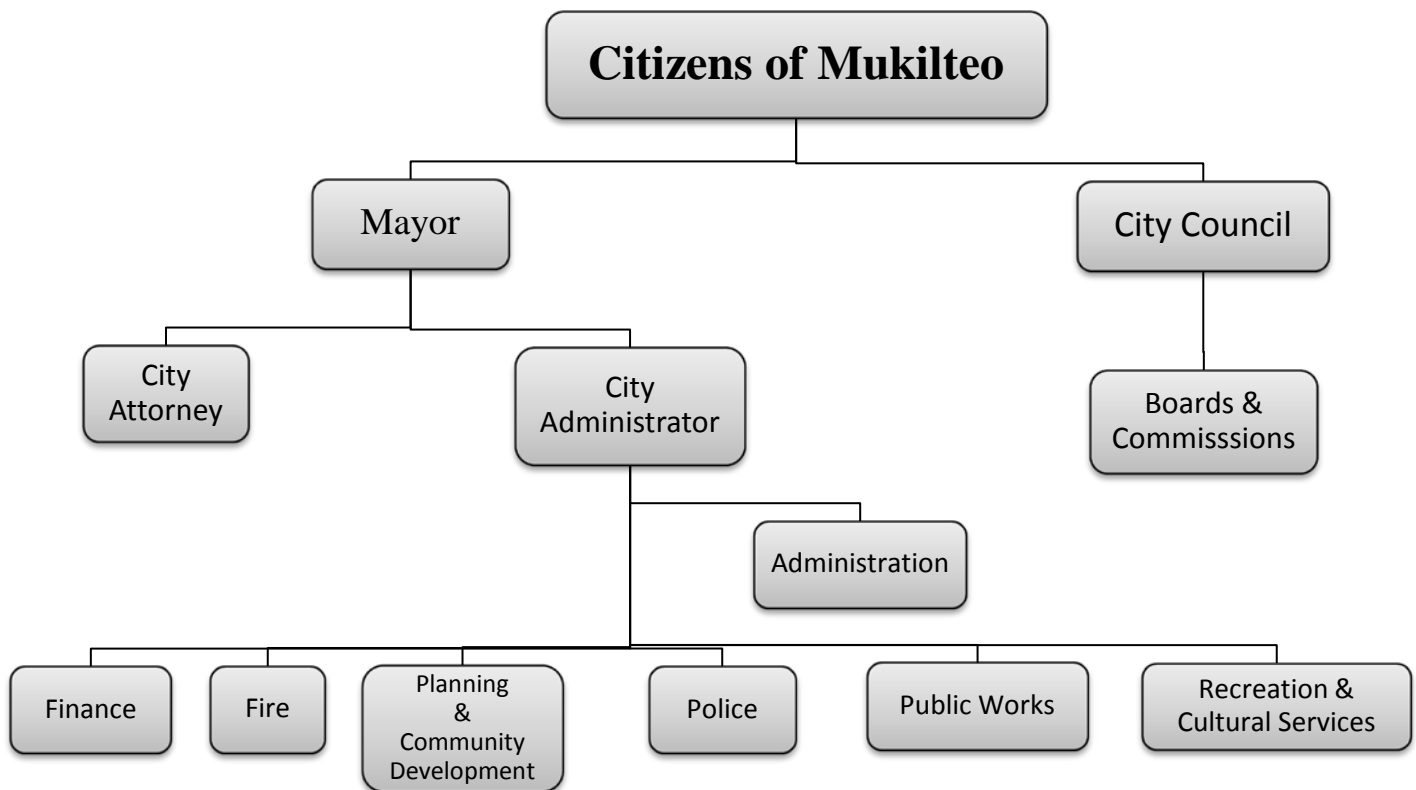 Citizens of Mukilteo
Mayor
City Council
City
Attorney
City
Administrator
Boards &
Commisssions
Administration
Finance
Fire
Planning
&
Community
Development
Police
Public Works
Recreation &
Cultural Services